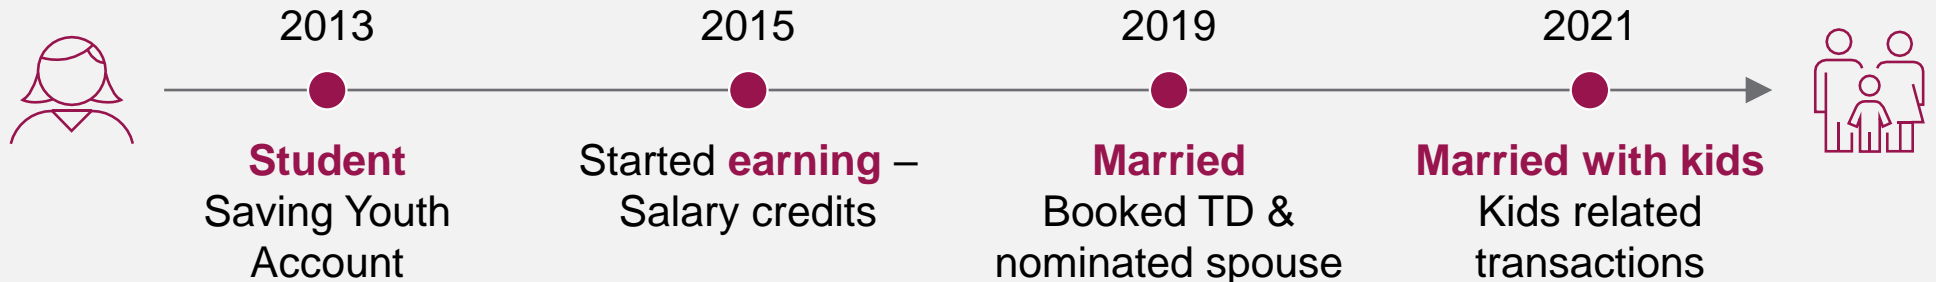 2013
2015
2019
2021
Student
Saving Youth
Account
Started earning –
Salary credits
Married
Booked TD &
nominated spouse
Married with kids
Kids related
transactions